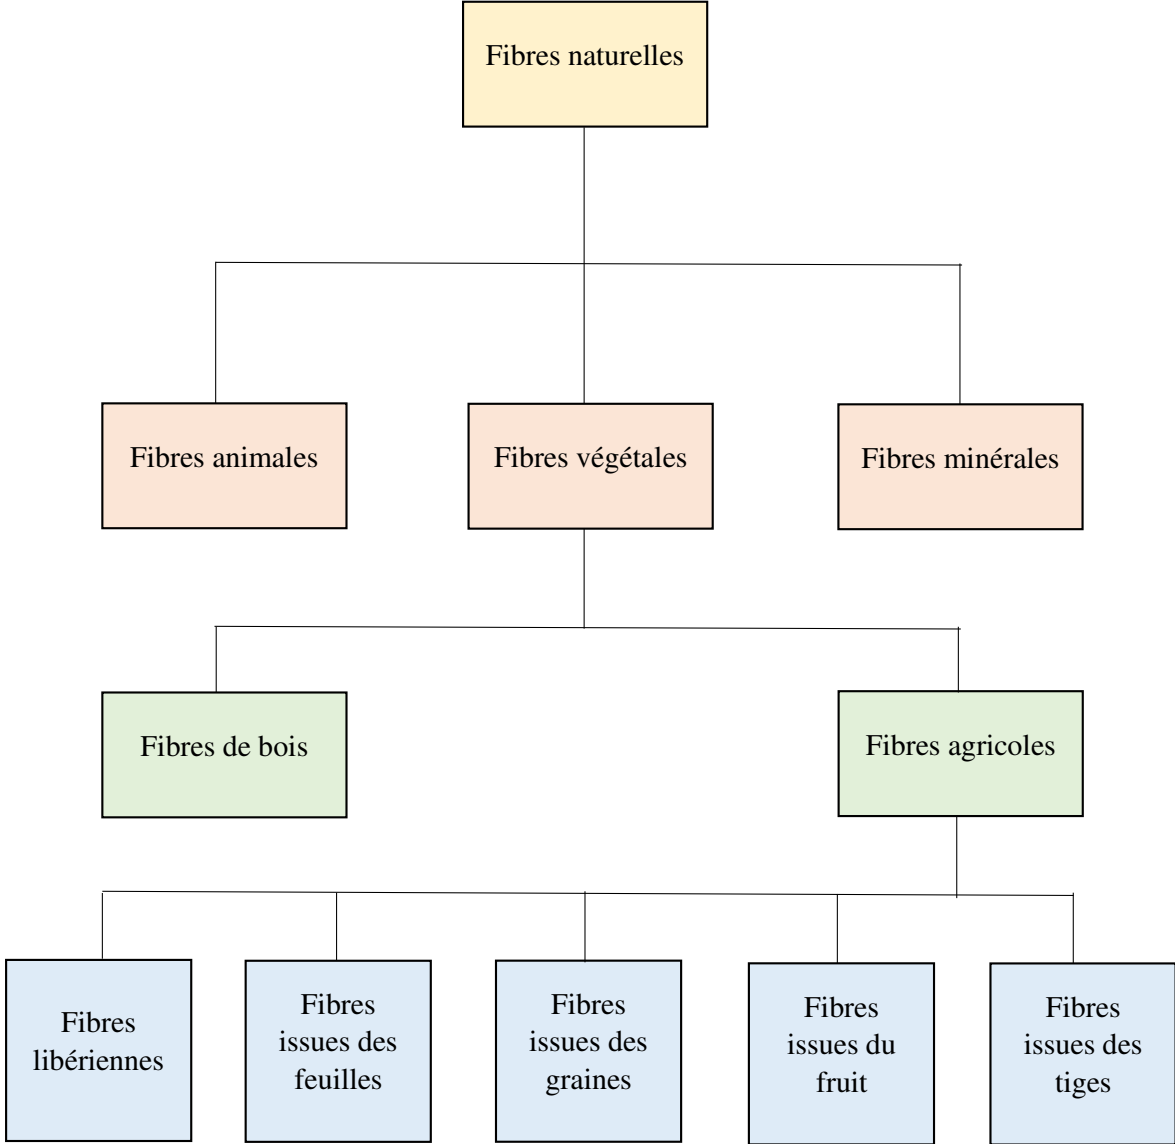 Fibres naturelles
Fibres animales
Fibres végétales
Fibres minérales
Fibres de bois
Fibres agricoles
Fibres
libériennes
Fibres
issues des
feuilles
Fibres
issues des
graines
Fibres
issues du
fruit
Fibres
issues des
tiges